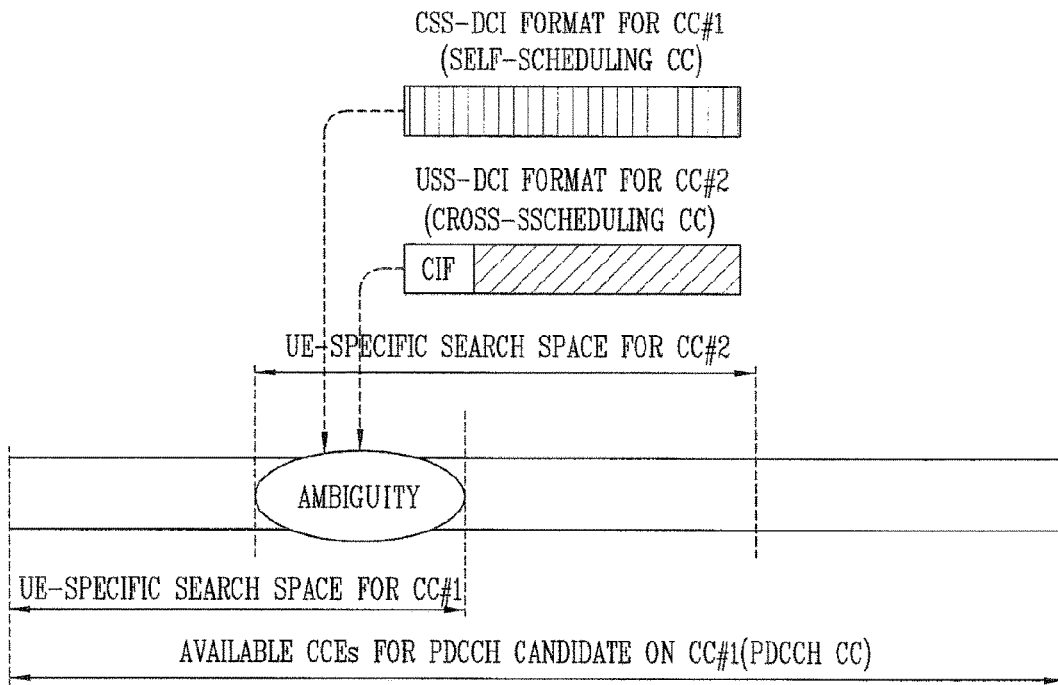 CSS-DCI FORMAT FOR CC#1
(SELF-SCHEDULING CC)
USS-DCI FORMAT FOR CC#2
(CROSS-SSCHEDULING CC)
CIF
UE-SPECIFIC SEARCH SPACE FOR CC#2
AMBIGUITY
UE-SPECIFIC SEARCH SPACE FOR CC#1
AVAILABLE CCEs FOR PDCCH CANDIDATE ON CC#1(PDCCH CC)